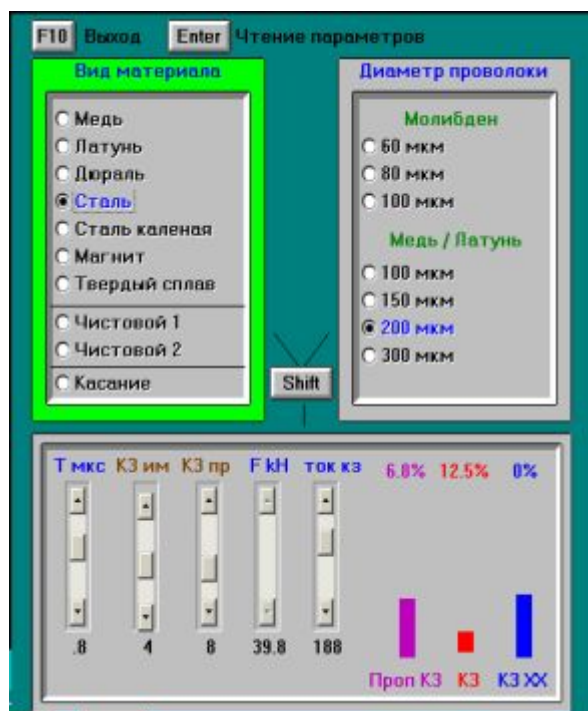 F10 Выход Enter Чтение параметров
Вид материала
Медь
Латунь
Дюраль
Сталь
Сталь каленая
Магнит
Твердый сплав
Чистовой 1
Чистовой 2
Касание
Диаметр проволоки
Молибден
60 мкм
80 мкм
100 мкм
Медь / Латунь
100 мкм
150 мкм
200 мкм
300 мкм
Shift
T мкс КЗ им КЗ пр F kH ток кз 6.8% 12.5% 0%
.8 4 8 39.8 188
Проп КЗ КЗ КЗ XX